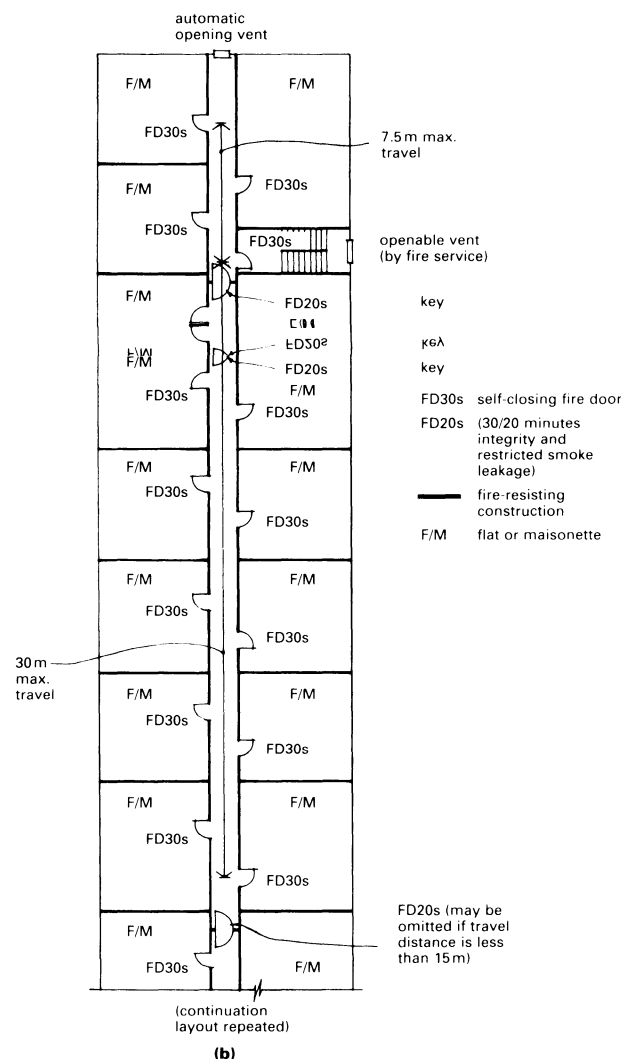 automatic
opening vent
F/M
F/M
FD30s
7.5 m max.
travel
F/M
FD30s
FD30s
FD30s
openable vent
(by fire service)
F/M
FD20s
key
FD20s
key
F/M
F/M
FD20s
key
F/M
FD30s
FD30s
FD30s self-closing fire door
FD20s (30/20 minutes
integrity and
restricted smoke
leakage)
fire-resisting
construction
F/M flat or maisonette
F/M
F/M
FD30s
FD30s
F/M
F/M
FD30s
FD30s
30 m
max.
travel
F/M
F/M
FD30s
FD30s
F/M
F/M
FD30s
FD30s
FD20s (may be
omitted if travel
distance is less
than 15 m)
F/M
FD30s
F/M
(continuation
layout repeated)
(b)